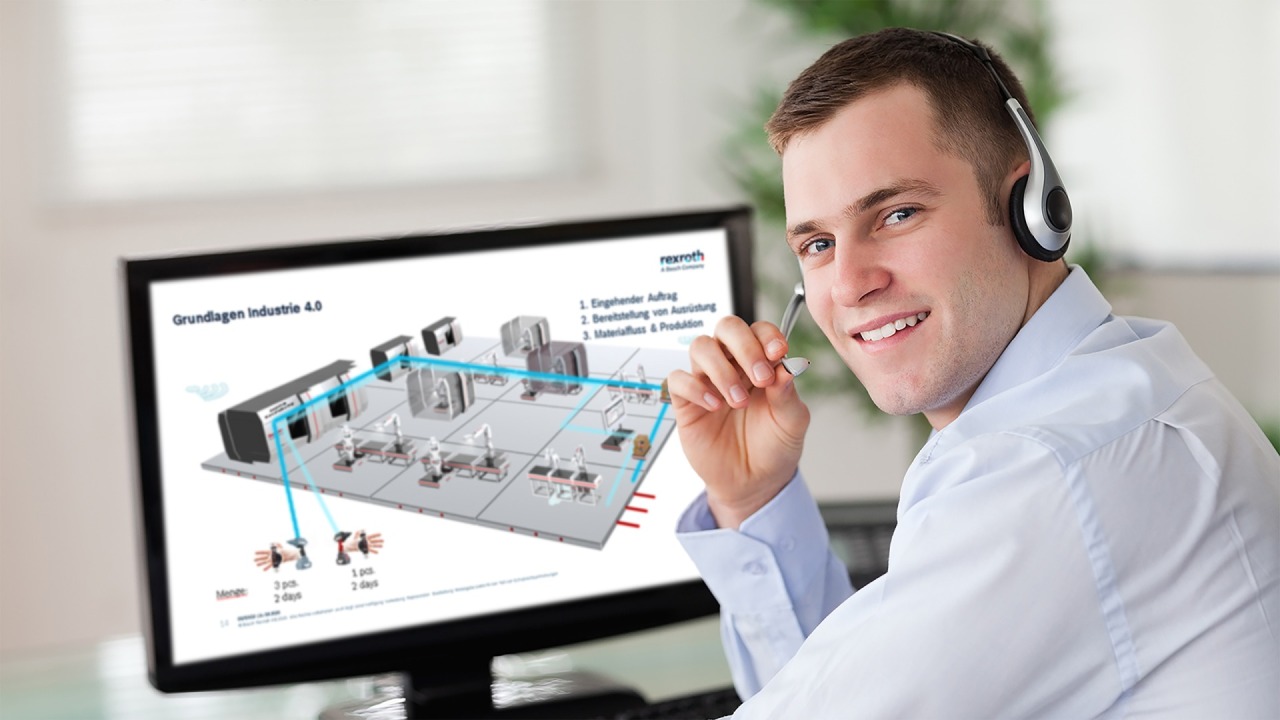 rexroth
A Bosch Company
Grundlagen Industrie 4.0
1. Eingehender Auftrag
2. Bereitstellung von Ausrüstung
3. Materialfluss & Produktion
Menge:
3 pcs.
2 days
1 pcs.
2 days